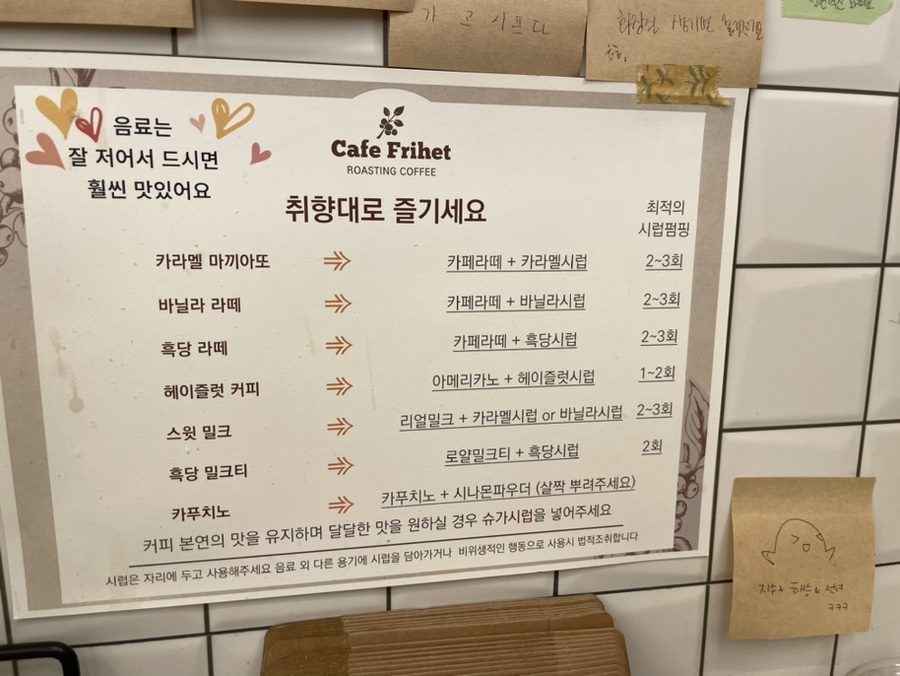 가 고 시프다
화장실
음료는
잘 저어서 드시면
훨씬 맛있어요
Cafe Frihet
ROASTING COFFEE
취향대로 즐기세요
최적의
시럽펌핑
카라멜 마끼아또 카페라떼 + 카라멜시럽 2~3회
바닐라 라떼 카페라떼 + 바닐라시럽 2~3회
흑당 라떼 카페라떼 + 흑당시럽 2~3회
헤이즐럿 커피 아메리카노 + 헤이즐럿시럽 1~2회
스윗 밀크 리얼밀크 + 카라멜시럽 or 바닐라시럽 2~3회
흑당 밀크티 로얄밀크티 + 흑당시럽 2회
카푸치노 카푸치노 + 시나몬파우더 (살짝 뿌려주세요)
커피 본연의 맛을 유지하며 달달한 맛을 원하실 경우 슈가시럽을 넣어주세요
시럽은 자리에 두고 사용해주세요 음료 외 다른 용기에 시럽을 담아가거나 비위생적인 행동으로 사용시 법적조취합니다
지수& 해승& 선녀
ㅋㅋㅋ